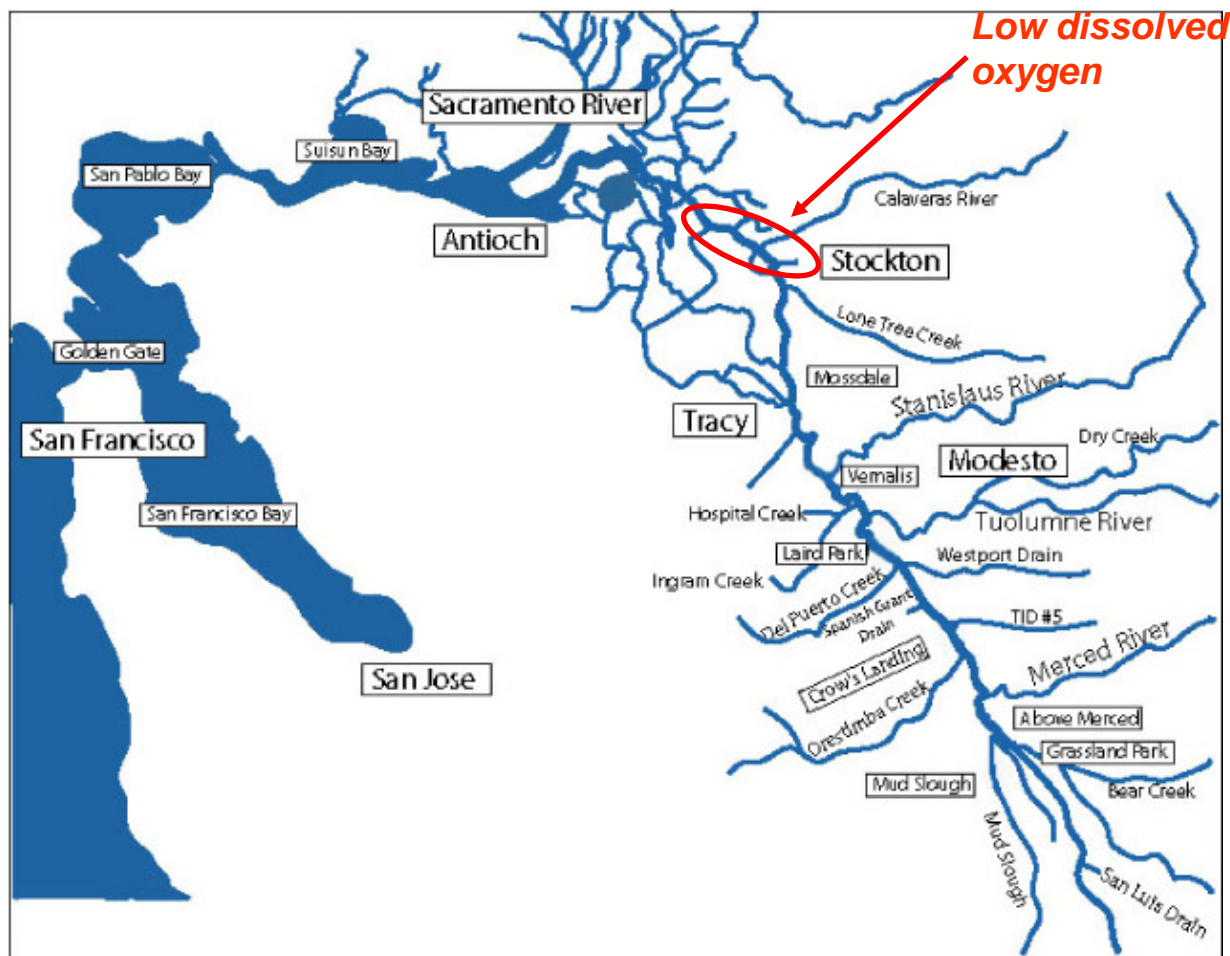 Low dissolved
oxygen
Sacramento River
Suisun Bay
San Pablo Bay
Calaveras River
Antioch
Stockton
Lone Tree Creek
Golden Gate
Mossdale
Stanislaus River
Tracy
San Francisco
Dry Creek
Modesto
Vernalis
San Francisco Bay
Hospital Creek
Tuolumne River
Laird Park
Westport Drain
Ingram Creek
Del Puerto Creek
Spanish Grant
Drain
TID #5
Merced River
San Jose
Crow's Landing
Orestimba Creek
Above Merced
Grassland Park
Mud Slough
Bear Creek
Mud Slough
San Luis Drain